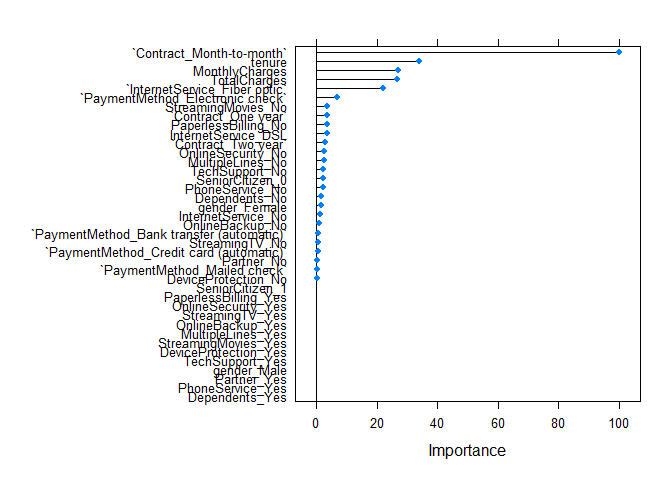 `Contract_Month-to-month`
tenure
MonthlyCharges
TotalCharges
`InternetService_Fiber optic`
`PaymentMethod_Electronic check`
StreamingMovies_No
`Contract_One year`
PaperlessBilling_No
InternetService_DSL
`Contract_Two year`
OnlineSecurity_No
MultipleLines_No
TechSupport_No
SeniorCitizen_0
PhoneService_No
Dependents_No
gender_Female
InternetService_No
OnlineBackup_No
`PaymentMethod_Bank transfer (automatic)`
StreamingTV_No
`PaymentMethod_Credit card (automatic)`
Partner_No
`PaymentMethod_Mailed check`
DeviceProtection_No
SeniorCitizen_1
PaperlessBilling_Yes
OnlineSecurity_Yes
StreamingTV_Yes
OnlineBackup_Yes
MultipleLines_Yes
StreamingMovies_Yes
DeviceProtection_Yes
TechSupport_Yes
gender_Male
Partner_Yes
PhoneService_Yes
Dependents_Yes
0 20 40 60 80 100
Importance